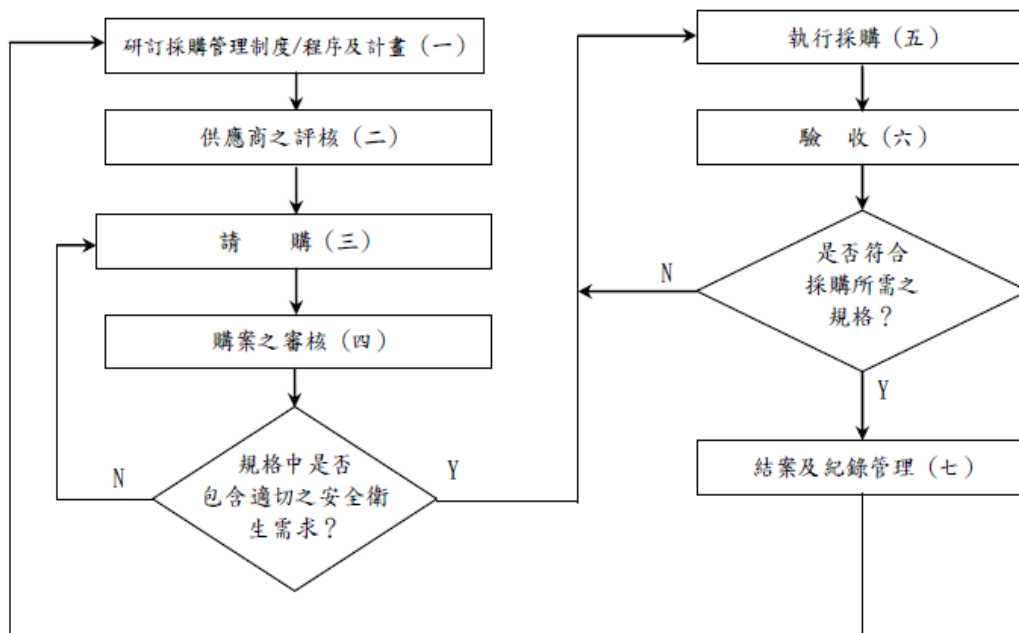 研訂採購管理制度/程序及計畫(一)
供應商之評核(二)
請 購(三)
購案之審核(四)
N
規格中是否
包含適切之安全衛
生需求?
Y
執行採購(五)
驗 收(六)
N
是否符合
採購所需之
規格?
Y
結案及紀錄管理(七)